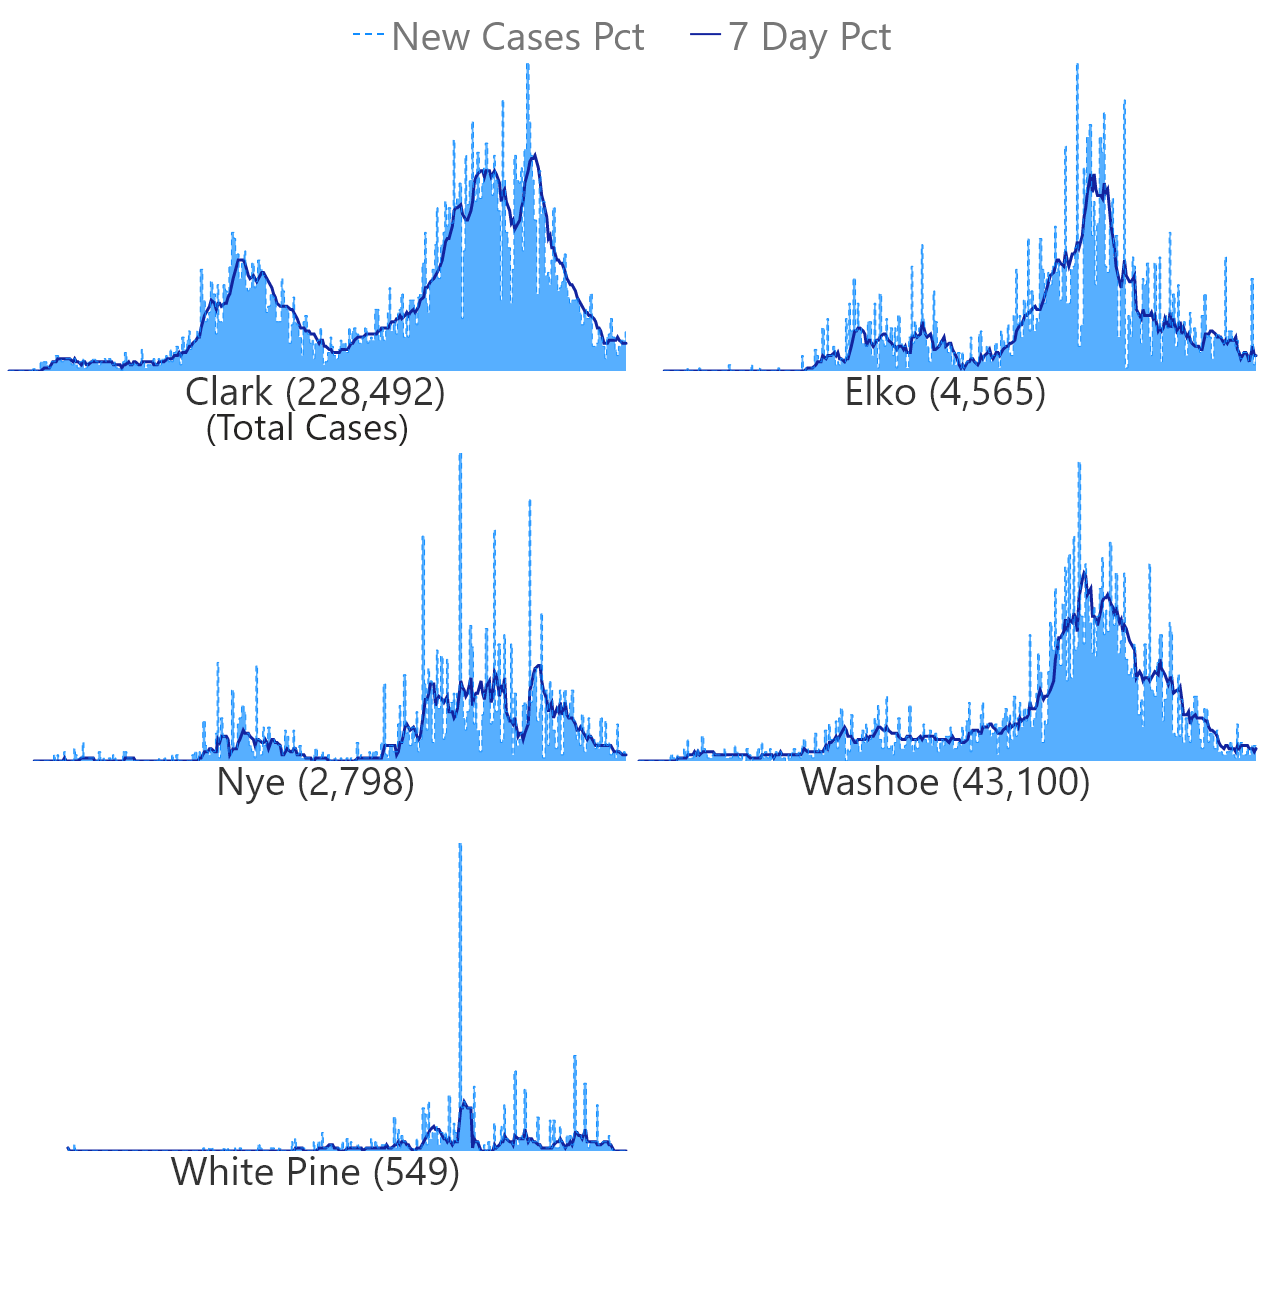 New Cases Pct 7 Day Pct
Clark (228,492) Elko (4,565)
(Total Cases)
Nye (2,798) Washoe (43,100)
White Pine (549)